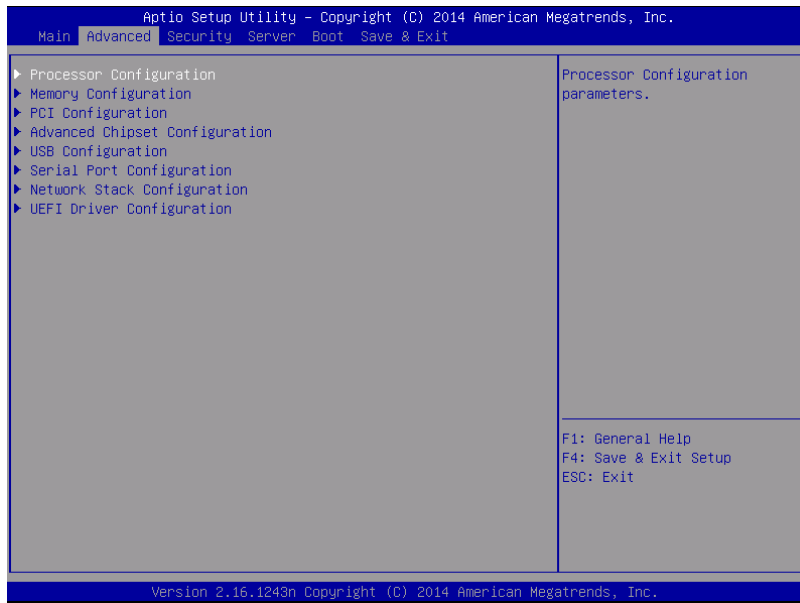 Aptio Setup Utility – Copyright (C) 2014 American Megatrends, Inc.
Main Advanced Security Server Boot Save & Exit
Processor Configuration
Memory Configuration
PCI Configuration
Advanced Chipset Configuration
USB Configuration
Serial Port Configuration
Network Stack Configuration
UEFI Driver Configuration
Processor Configuration
parameters.
F1: General Help
F4: Save & Exit Setup
ESC: Exit
Version 2.16.1243n Copyright (C) 2014 American Megatrends, Inc.